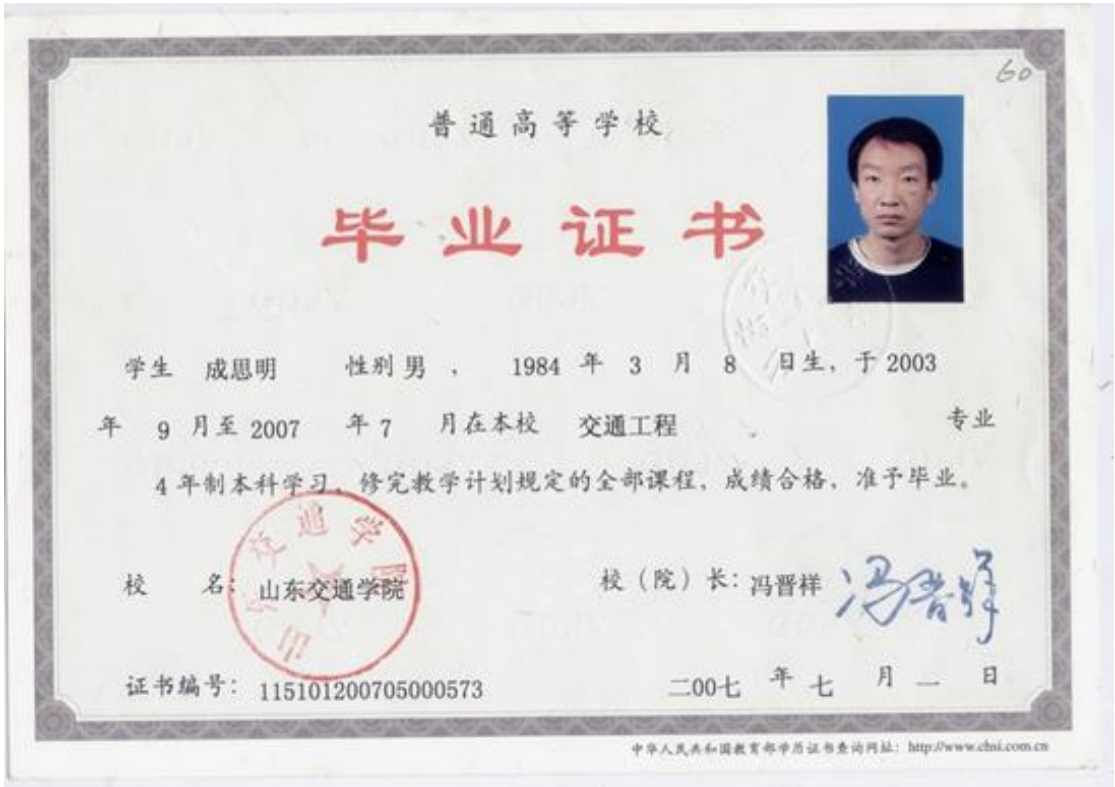 60
普通高等学校
毕业证书
学生 成思明 性别 男 , 1984 年 3 月 8 日生, 于 2003
年 9 月至 2007 年 7 月在本校 交通工程 专业
4 年制本科学习、修完教学计划规定的全部课程, 成绩合格, 准予毕业。
山东交通学院
校 名: 山东交通学院 校(院)长: 冯晋祥 冯晋祥
证书编号: 115101200705000573 二00七 年 七 月 一 日
中华人民共和国教育部学历证书查询网址: http://www.chsi.com.cn